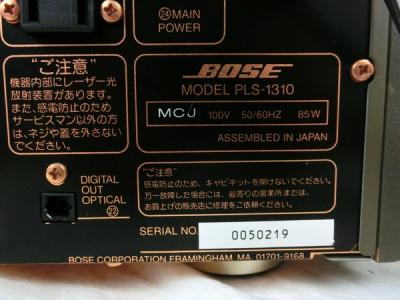 ㉔MAIN
POWER
"ご注意"
機器内部にレーザー光
放射装置があります。
また、感電防止のため
サービスマン以外の方
は、ネジや蓋を外さない
でください。
BOSE
MODEL PLS-1310
MCJ 100V 50/60HZ 85W
ASSEMBLED IN JAPAN
DIGITAL
OUT
OPTICAL
㉒
"ご注意"
感電防止のため、キャビネットを開けないでください。
万一故障した場合には、最寄りの営業所または、
お買上げの販売店に修理をご依頼ください。
SERIAL NO. 0050219
BOSE CORPORATION FRAMINGHAM, MA. 01701-9168